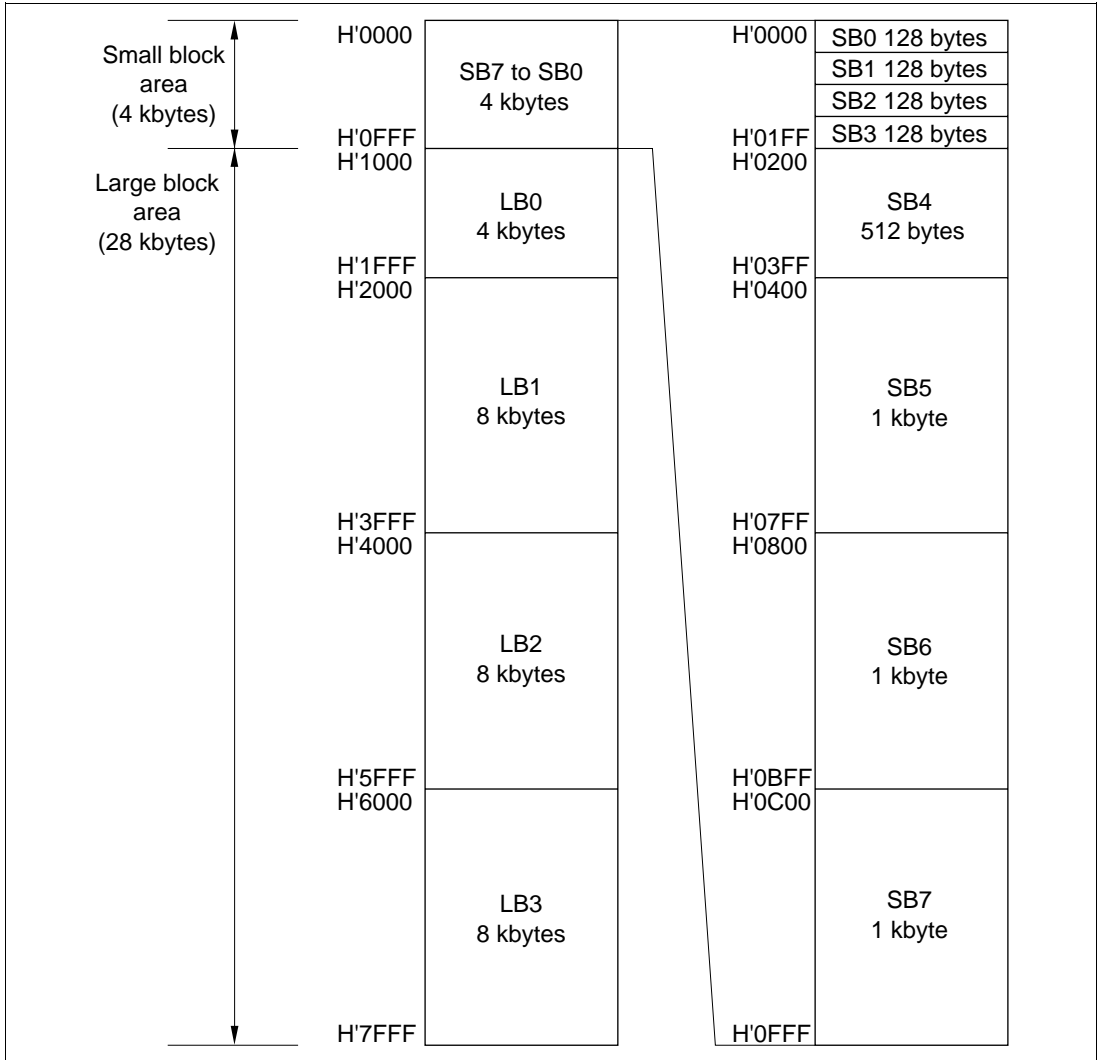 Small block
area
(4 kbytes)
Large block
area
(28 kbytes)
H'0000
SB7 to SB0
4 kbytes
H'0FFF
H'1000
LB0
4 kbytes
H'1FFF
H'2000
LB1
8 kbytes
H'3FFF
H'4000
LB2
8 kbytes
H'5FFF
H'6000
LB3
8 kbytes
H'7FFF
H'0000
SB0 128 bytes
SB1 128 bytes
SB2 128 bytes
SB3 128 bytes
H'01FF
H'0200
SB4
512 bytes
H'03FF
H'0400
SB5
1 kbyte
H'07FF
H'0800
SB6
1 kbyte
H'0BFF
H'0C00
SB7
1 kbyte
H'0FFF